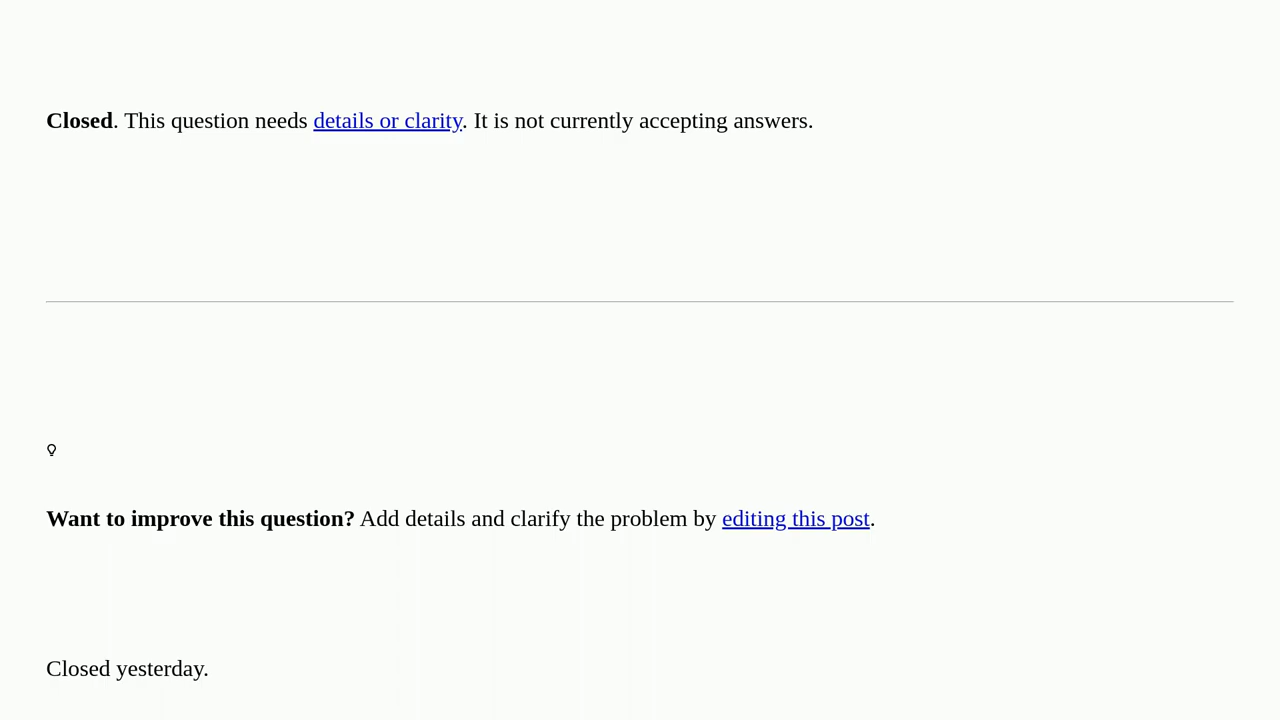 Closed. This question needs details or clarity. It is not currently accepting answers.
Want to improve this question? Add details and clarify the problem by editing this post.
Closed yesterday.